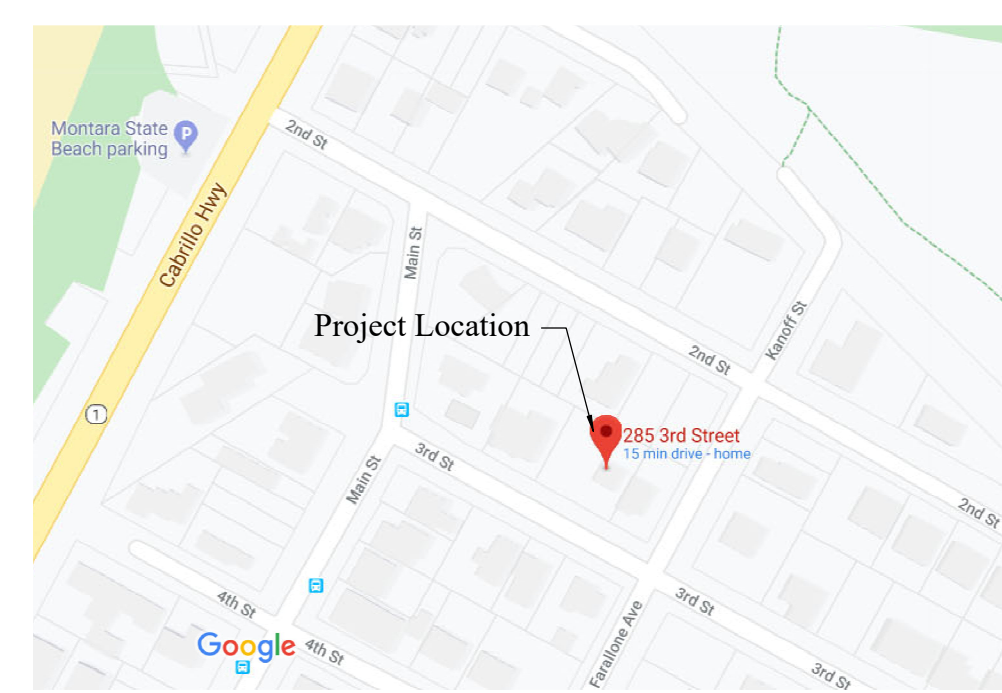 Montara State
Beach parking
P
2nd St
Cabrillo Hwy
Main St
Project Location
Kanoff St
2nd St
1
285 3rd Street
15 min drive - home
3rd St
Main St
2nd St
4th St
3rd St
Google
4th St
Farallone Ave
3rd St